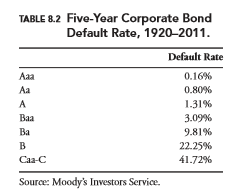 TABLE 8.2 Five-Year Corporate Bond
Default Rate, 1920–2011.
Default Rate
Aaa 0.16%
Aa 0.80%
A 1.31%
Baa 3.09%
Ba 9.81%
B 22.25%
Caa-C 41.72%
Source: Moody's Investors Service.